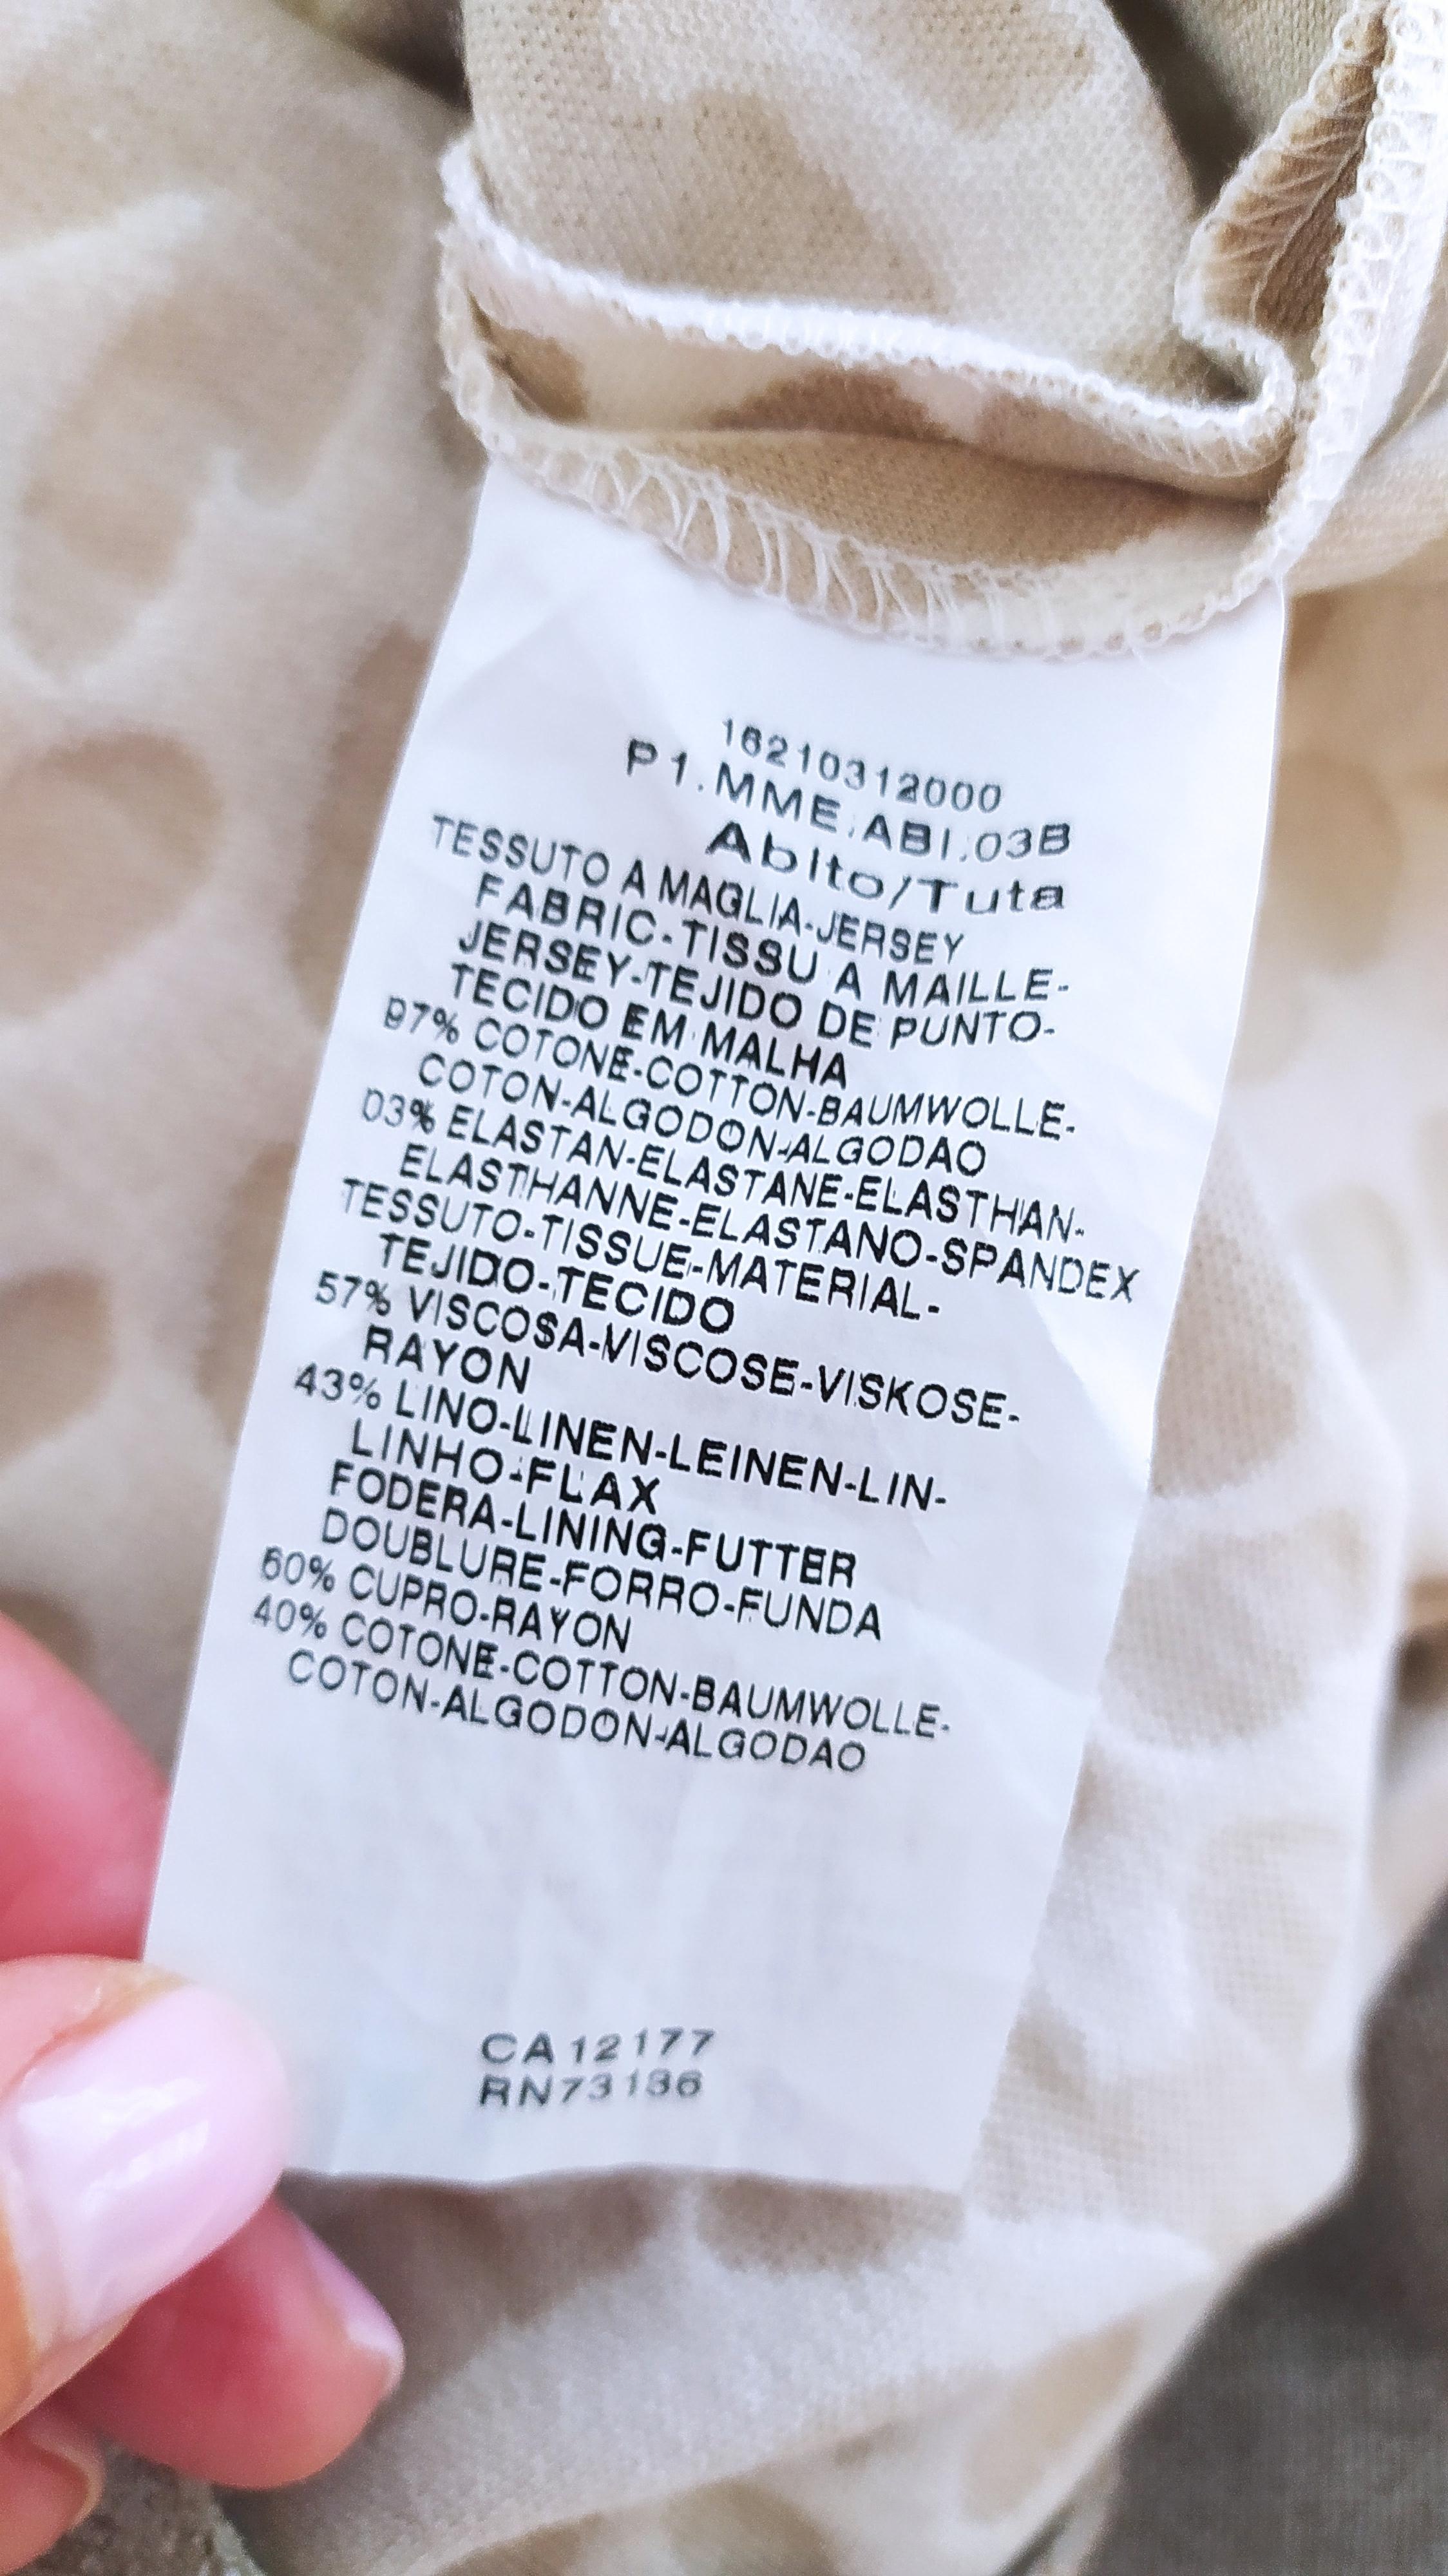 16210312000
P1.MME.ABI.03B
Abito/Tuta
TESSUTO A MAGLIA-JERSEY
FABRIC-TISSU A MAILLE-
JERSEY-TEJIDO DE PUNTO-
TECIDO EM MALHA
97% COTONE-COTTON-BAUMWOLLE-
COTON-ALGODON-ALGODAO
03% ELASTAN-ELASTANE-ELASTHAN-
ELASTHANNE-ELASTANO-SPANDEX
TESSUTO-TISSUE-MATERIAL-
TEJIDO-TECIDO
57% VISCOSA-VISCOSE-VISKOSE-
RAYON
43% LINO-LINEN-LEINEN-LIN-
LINHO-FLAX
FODERA-LINING-FUTTER
DOUBLURE-FORRO-FUNDA
60% CUPRO-RAYON
40% COTONE-COTTON-BAUMWOLLE-
COTON-ALGODON-ALGODAO
CA12177
RN73136